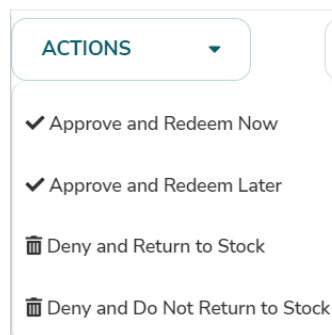 ACTIONS
Approve and Redeem Now
Approve and Redeem Later
Deny and Return to Stock
Deny and Do Not Return to Stock